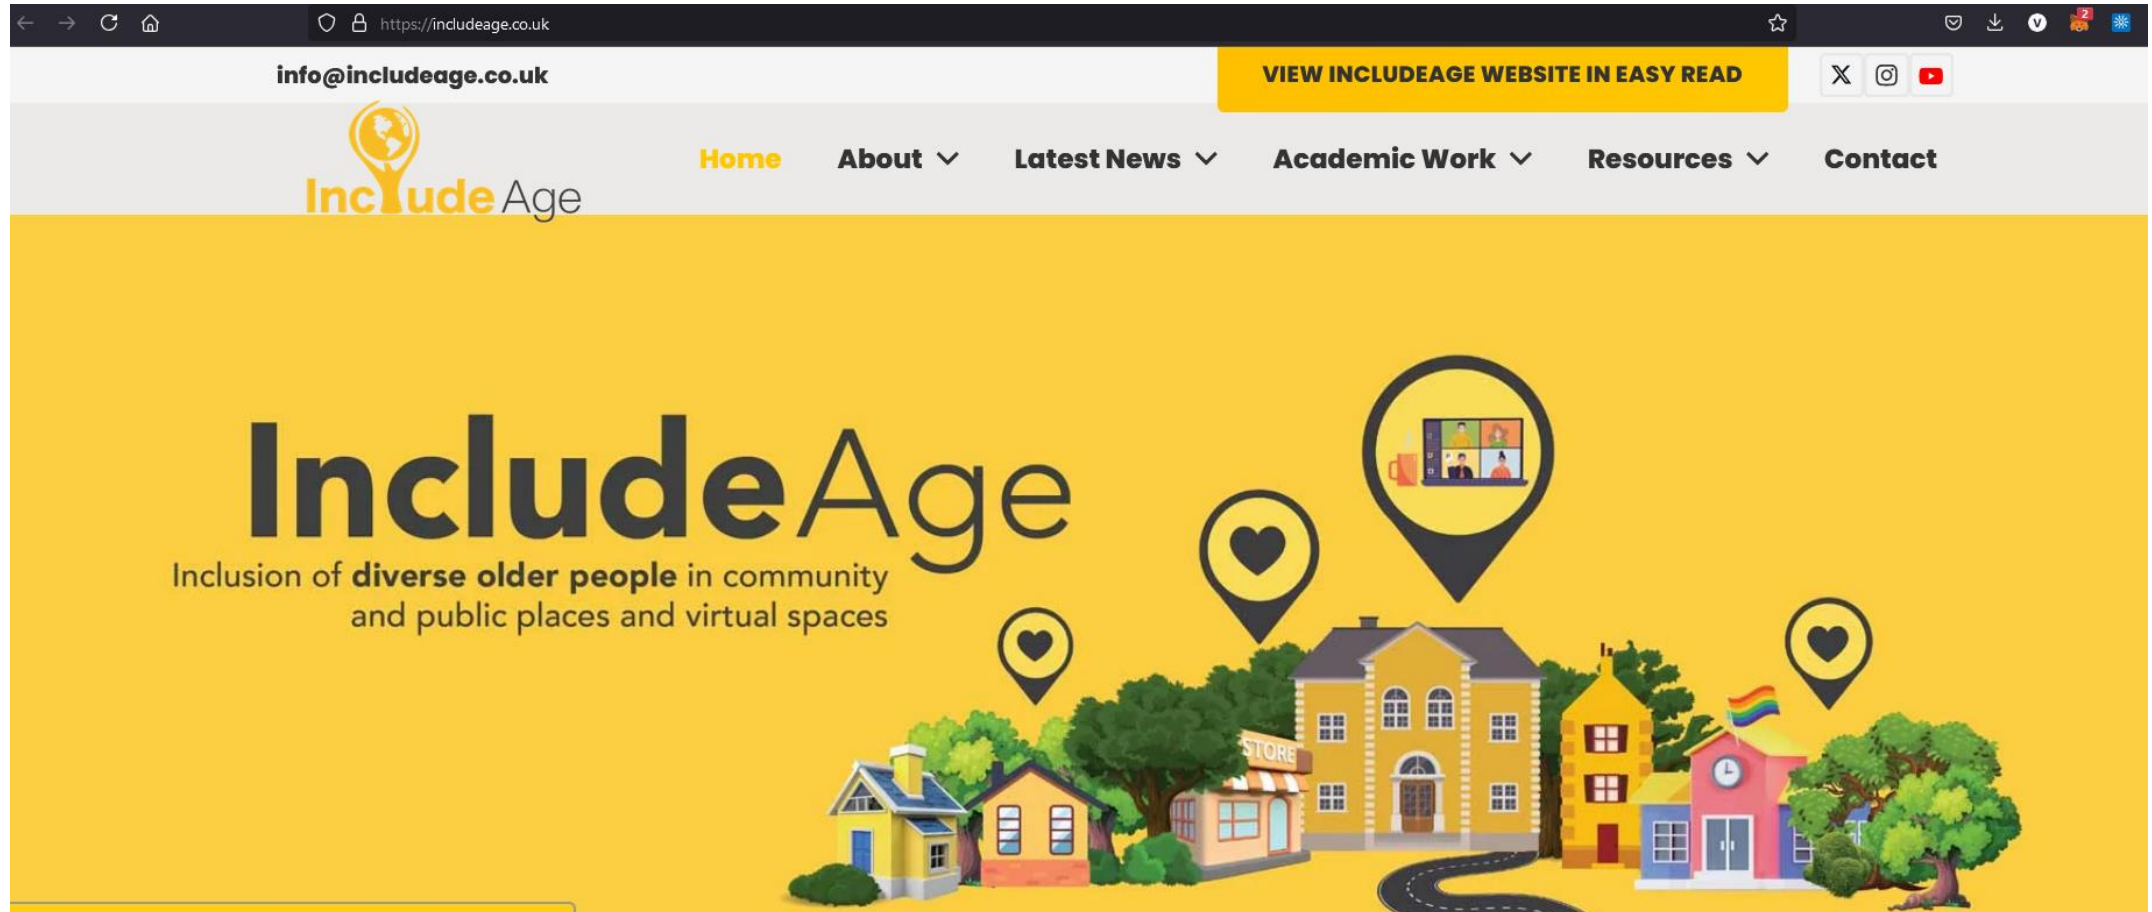 https://includeage.co.uk
2
info@includeage.co.uk
VIEW INCLUDEAGE WEBSITE IN EASY READ
Include Age
Home
About
Latest News
Academic Work
Resources
Contact
IncludeAge
Inclusion of diverse older people in community
and public places and virtual spaces
STORE